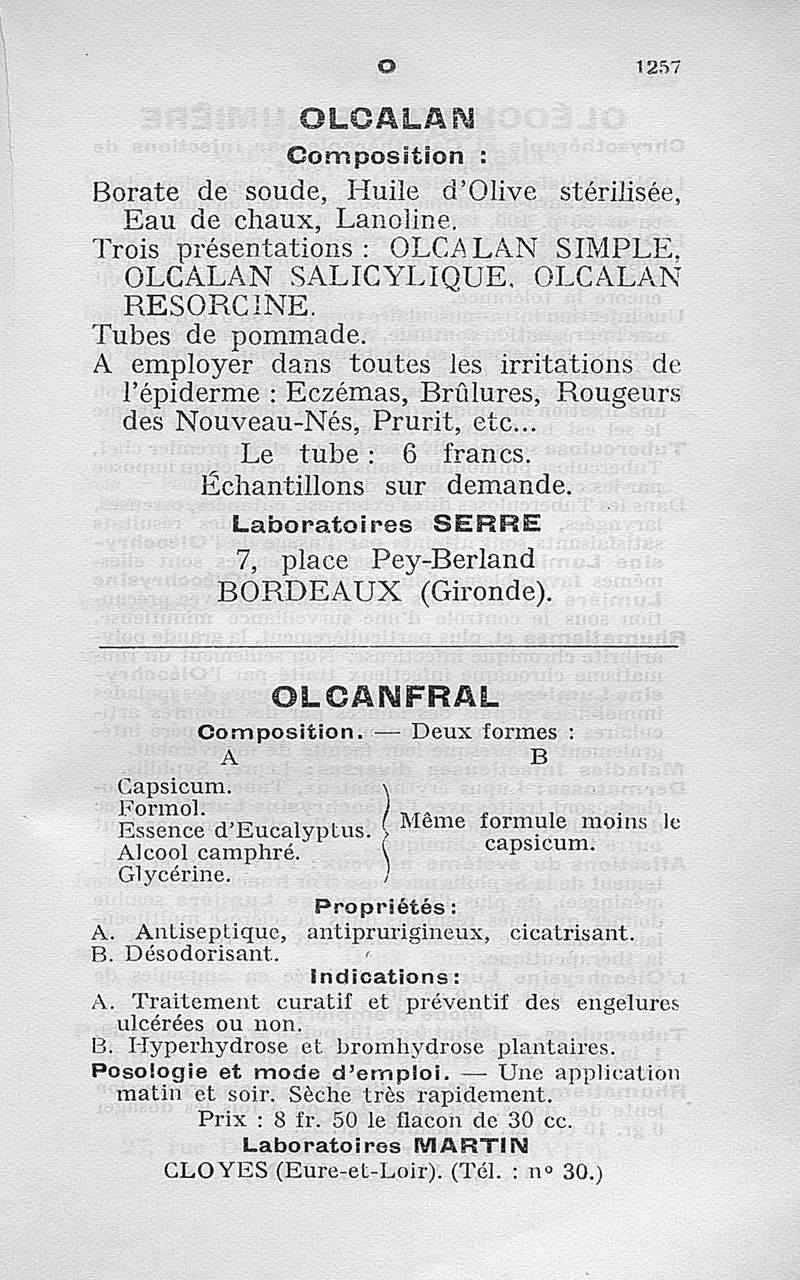 O 1257
OLCALAN
Composition :
Borate de soude, Huile d'Olive stérilisée,
Eau de chaux, Lanoline.
Trois présentations : OLCALAN SIMPLE,
OLCALAN SALICYLIQUE, OLCALAN
RESORCINE.
Tubes de pommade.
A employer dans toutes les irritations de
l'épiderme : Eczémas, Brûlures, Rougeurs
des Nouveau-Nés, Prurit, etc...
Le tube : 6 francs.
Échantillons sur demande.
Laboratoires SERRE
7, place Pey-Berland
BORDEAUX (Gironde).
OLCANFRAL
Composition. — Deux formes :
A B
Capsicum.
Formol.
Essence d'Eucalyptus.
Alcool camphré.
Glycérine.
Même formule moins le
capsicum.
Propriétés :
A. Antiseptique, antiprurigineux, cicatrisant.
B. Désodorisant.
Indications :
A. Traitement curatif et préventif des engelures
ulcérées ou non.
B. Hyperhydrose et bromhydrose plantaires.
Posologie et mode d'emploi. — Une application
matin et soir. Sèche très rapidement.
Prix : 8 fr. 50 le flacon de 30 cc.
Laboratoires MARTIN
CLOYES (Eure-et-Loir). (Tél. : nº 30.)